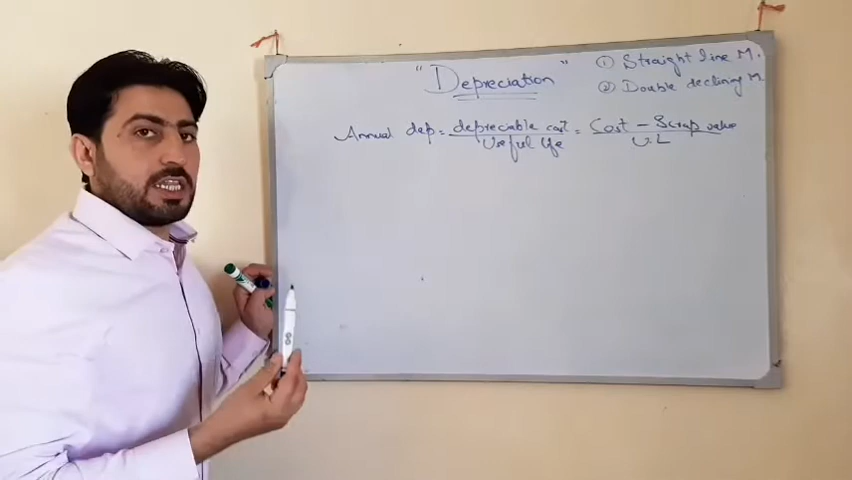 "Depreciation"
① Straight line M.
② Double declining M.
Annual dep = depreciable cost / Useful life = Cost - Scrap value / U.L